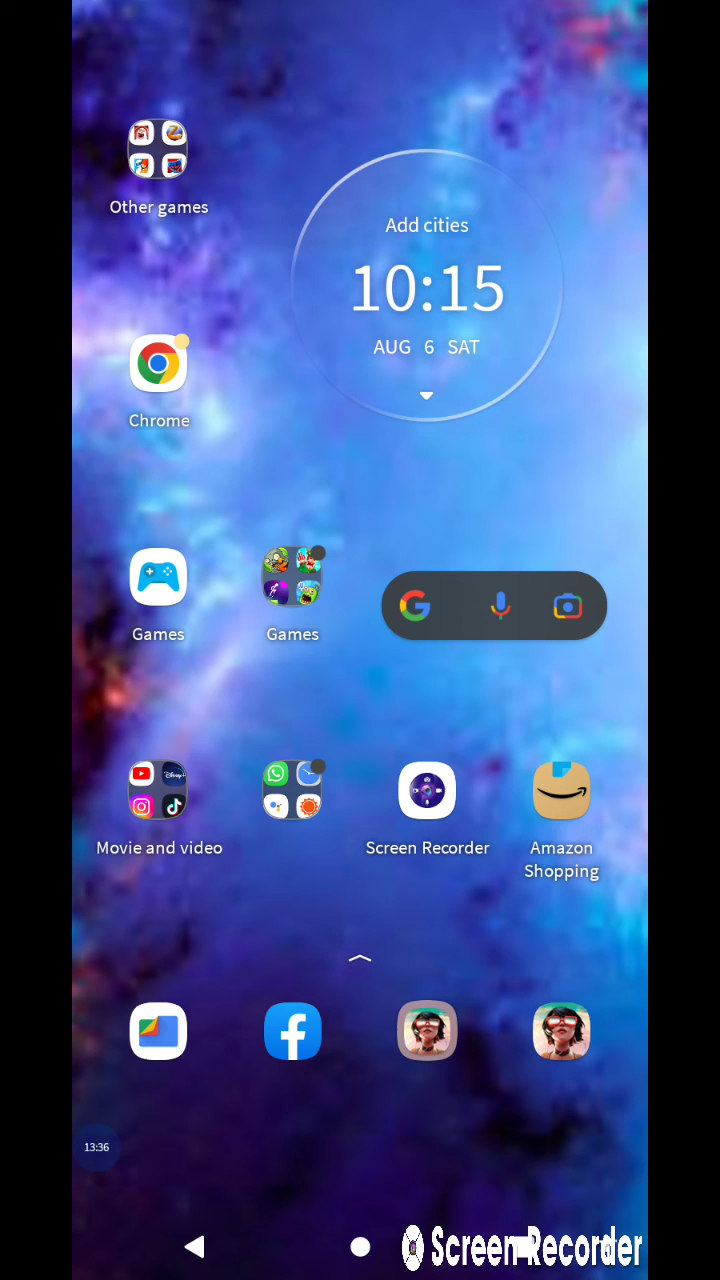 Other games
Add cities
10:15
AUG 6 SAT
Chrome
Games
Games
Disney+
Movie and video
Screen Recorder
Amazon
Shopping
13:36
Screen Recorder